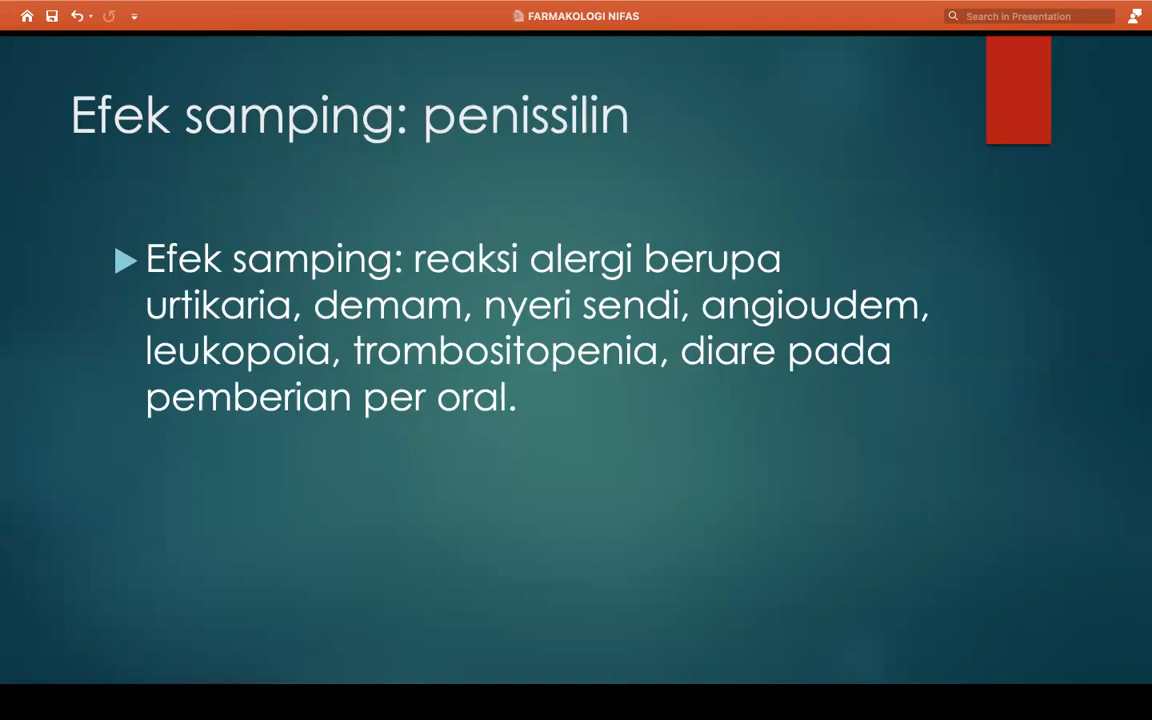 FARMAKOLOGI NIFAS
Search in Presentation
Efek samping: penissilin
Efek samping: reaksi alergi berupa
urtikaria, demam, nyeri sendi, angioudem,
leukopoia, trombositopenia, diare pada
pemberian per oral.